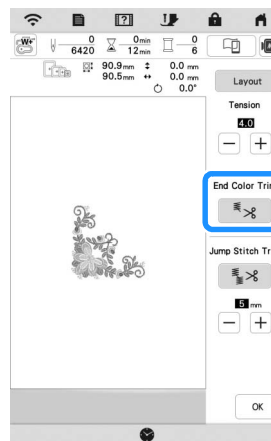 W+
0
6420
0min
12min
0
6
90.9mm
90.5mm
0.0 mm
0.0 mm
0.0°
Layout
Tension
4.0
− +
End Color Trim
Jump Stitch Tr
5 mm
− +
OK